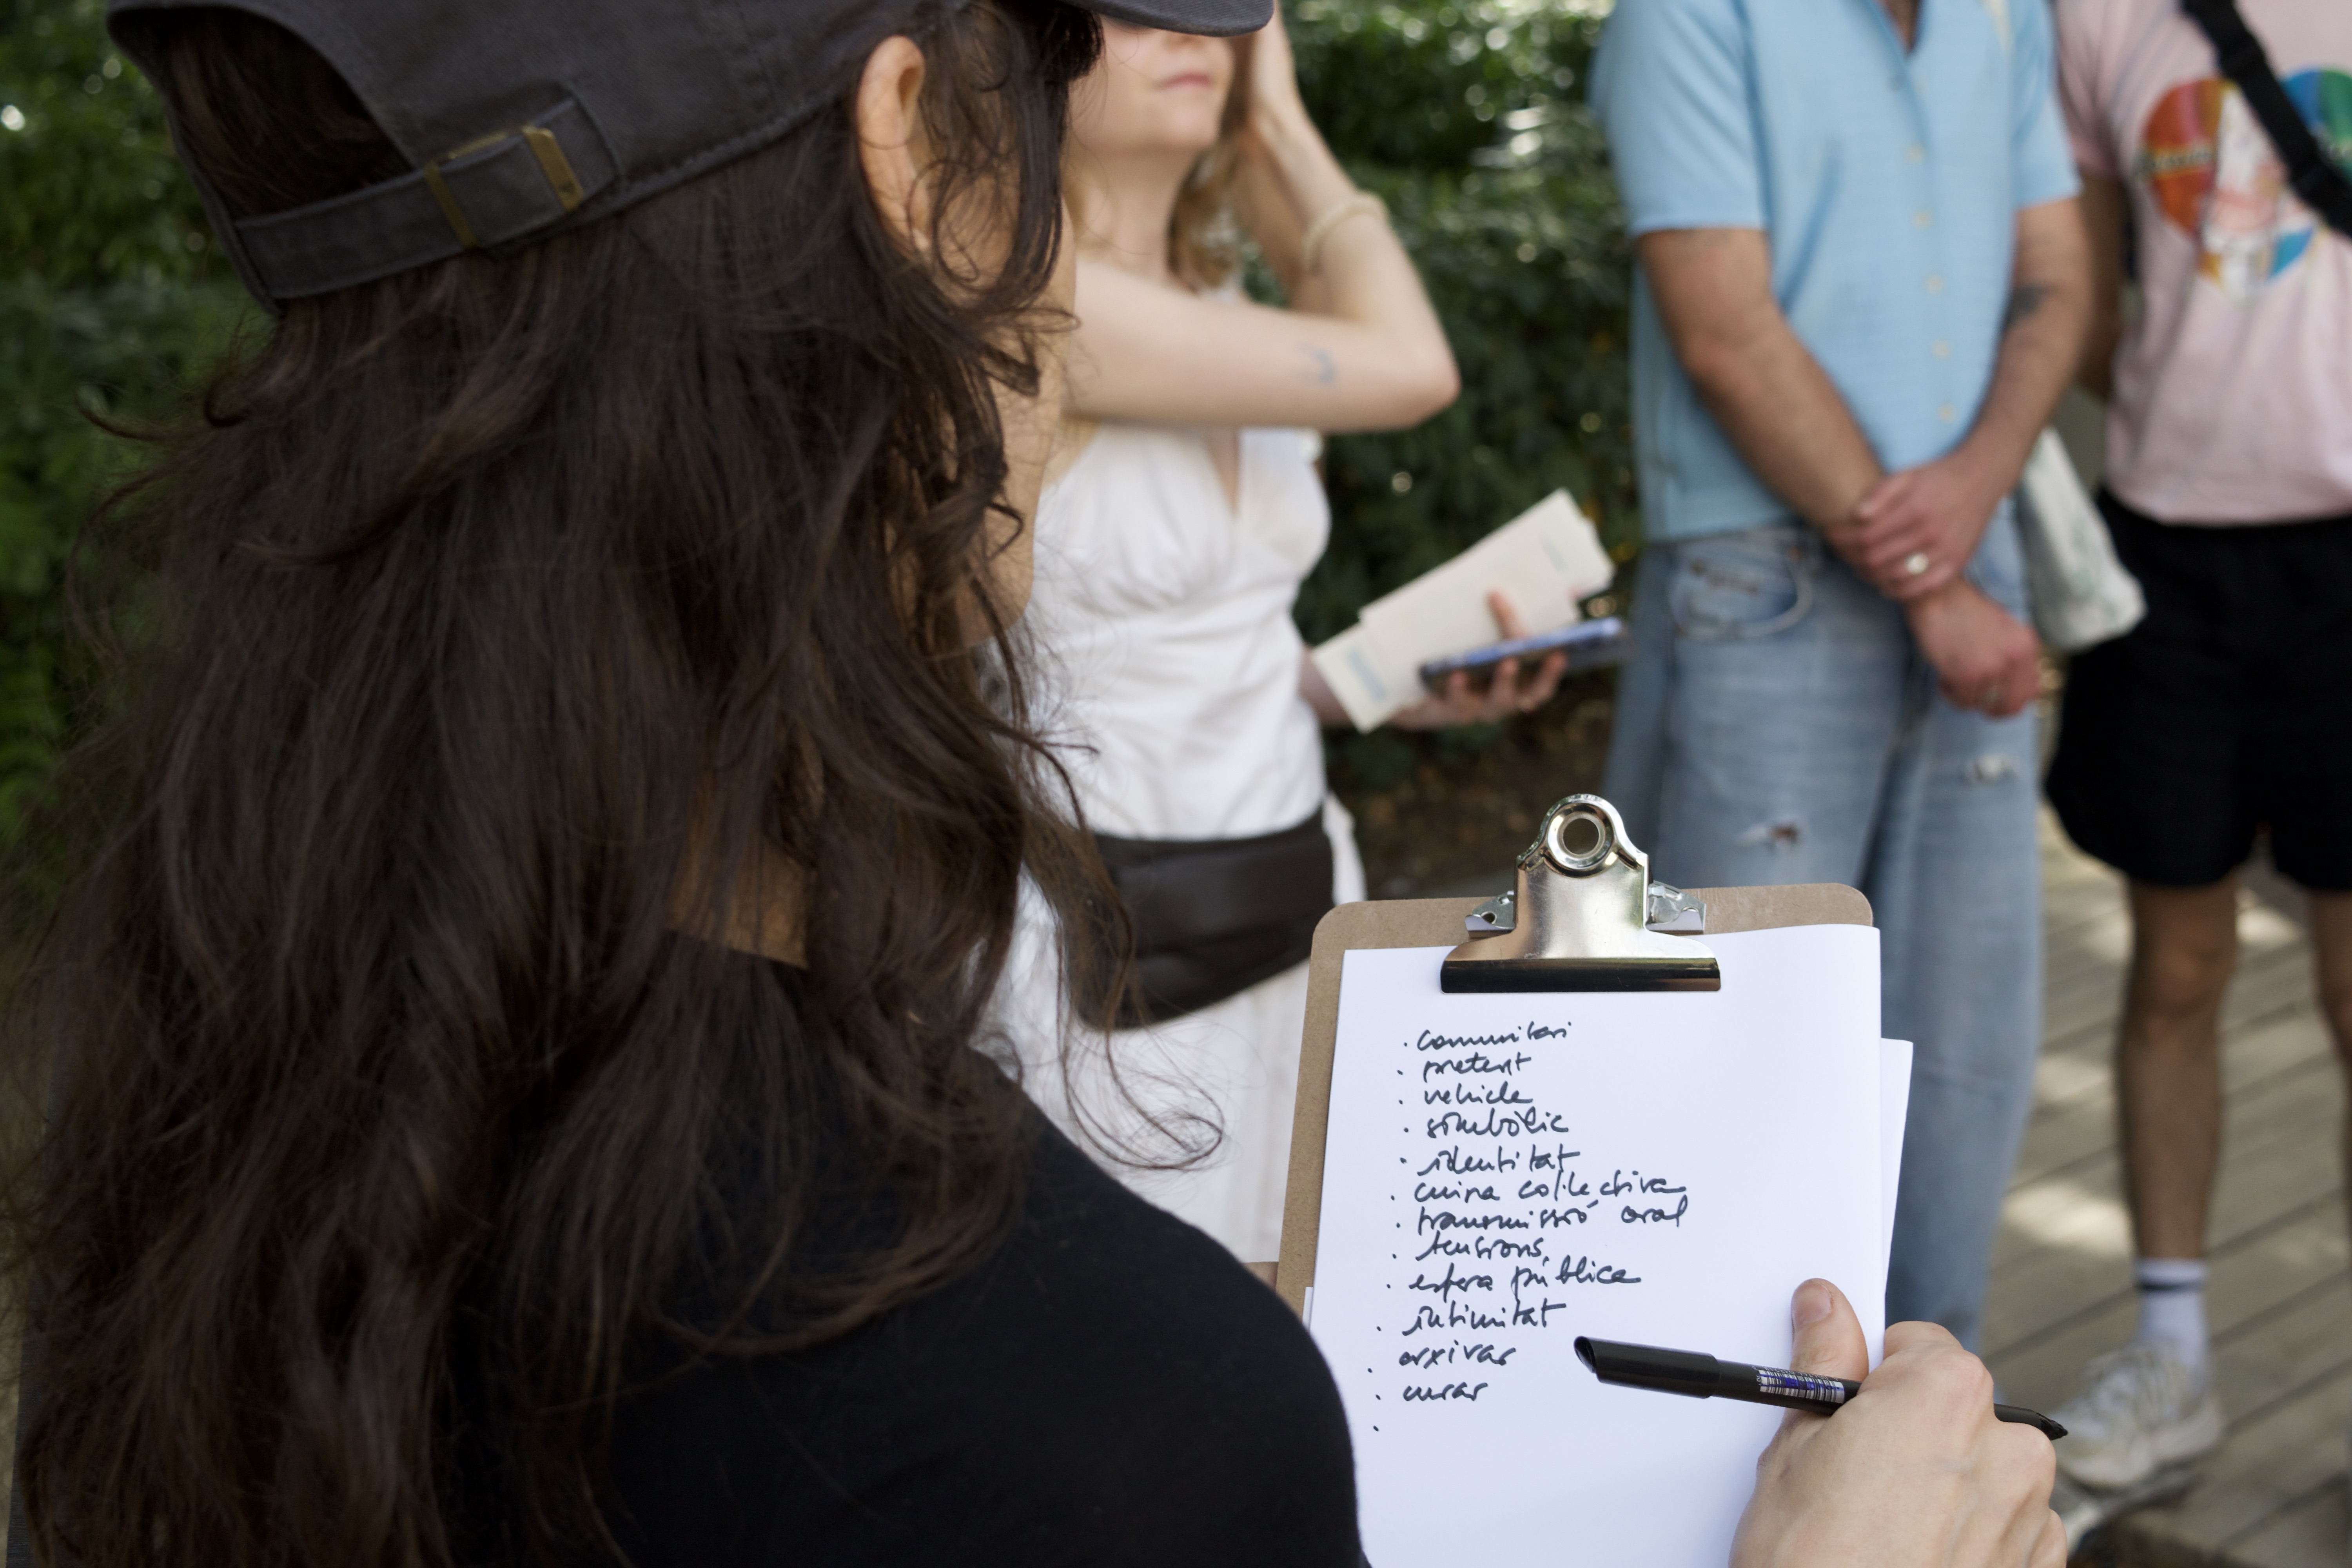 · comunitari
· pretext
· vehicle
· simbòlic
· identitat
· cuina col·lectiva
· transmissió oral
· tensions
· esfera pública
· intimitat
· arxivar
· curar
·